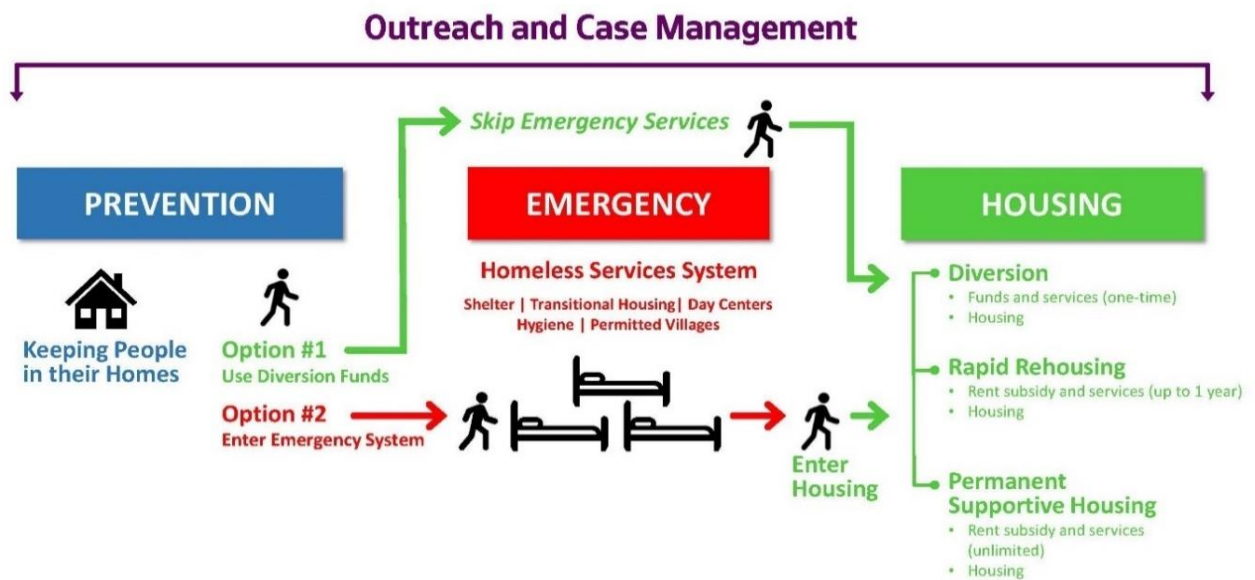 Outreach and Case Management
Skip Emergency Services
PREVENTION
EMERGENCY
HOUSING
Keeping People
in their Homes
Option #1
Use Diversion Funds
Option #2
Enter Emergency System
Homeless Services System
Shelter | Transitional Housing| Day Centers
Hygiene | Permitted Villages
Enter
Housing
Diversion
• Funds and services (one-time)
• Housing
Rapid Rehousing
• Rent subsidy and services (up to 1 year)
• Housing
Permanent
Supportive Housing
• Rent subsidy and services
(unlimited)
• Housing